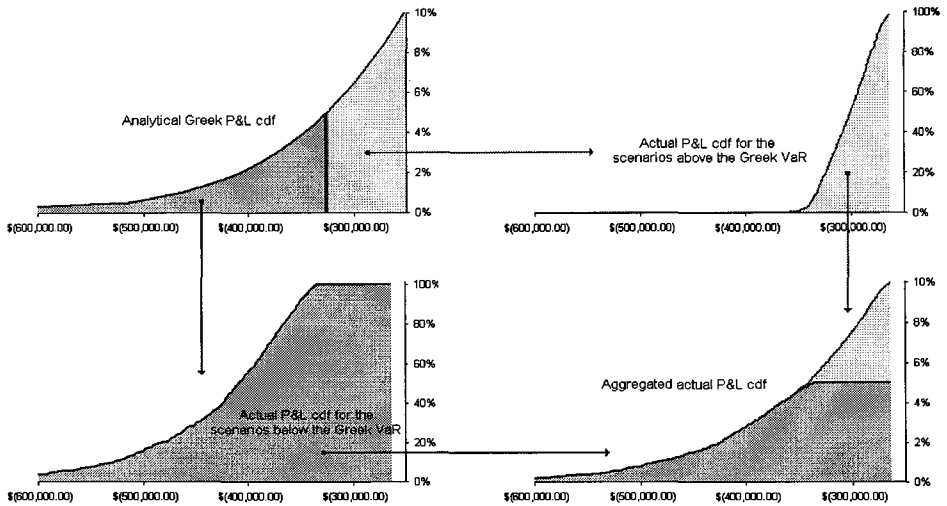 10%
8%
6%
4%
2%
0%
Analytical Greek P&L cdf
$(600,000.00) $(500,000.00) $(400,000.00) $(300,000.00)
100%
80%
60%
40%
20%
0%
Actual P&L cdf for the
scenarios above the Greek VaR
$(600,000.00) $(500,000.00) $(400,000.00) $(300,000.00)
100%
80%
60%
40%
20%
0%
Actual P&L cdf for the
scenarios below the Greek VaR
$(600,000.00) $(500,000.00) $(400,000.00) $(300,000.00)
10%
8%
6%
4%
2%
0%
Aggregated actual P&L cdf
$(600,000.00) $(500,000.00) $(400,000.00) $(300,000.00)